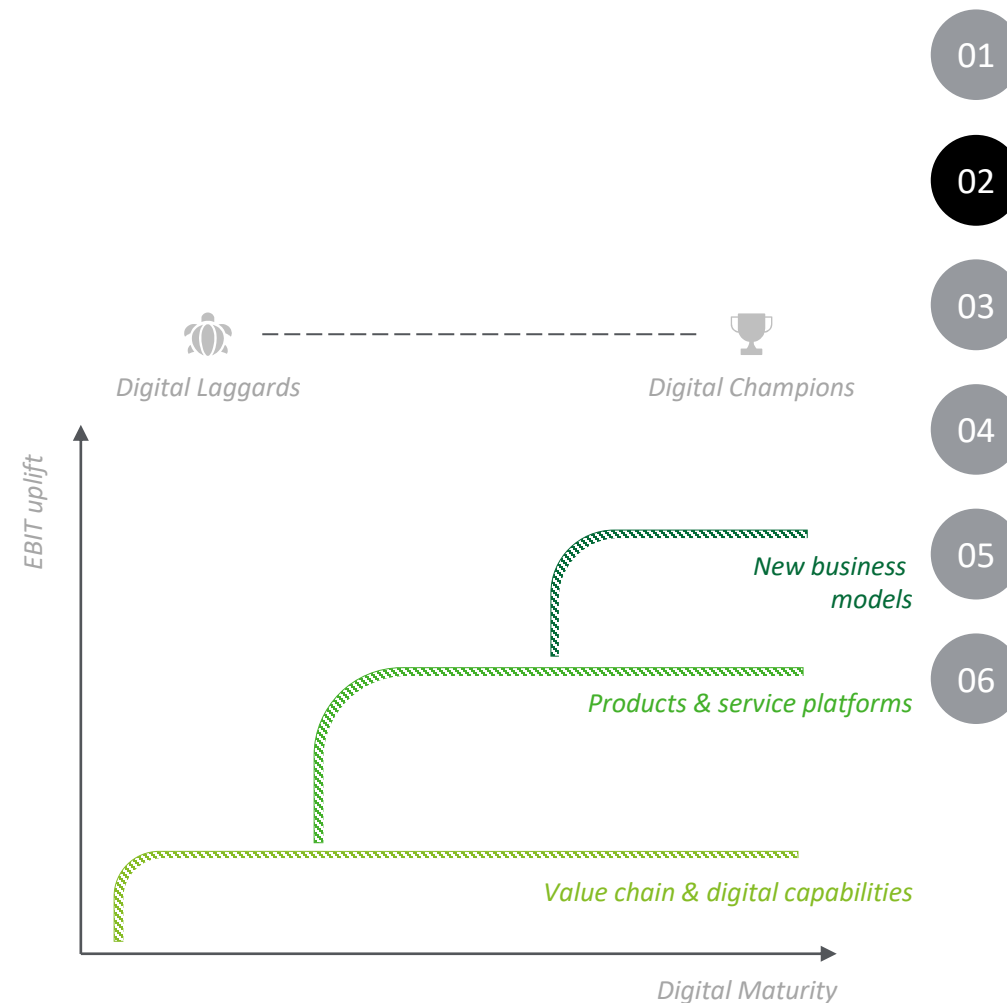 01
02
03
04
05
06
Digital Laggards
Digital Champions
EBIT uplift
New business
models
Products & service platforms
Value chain & digital capabilities
Digital Maturity